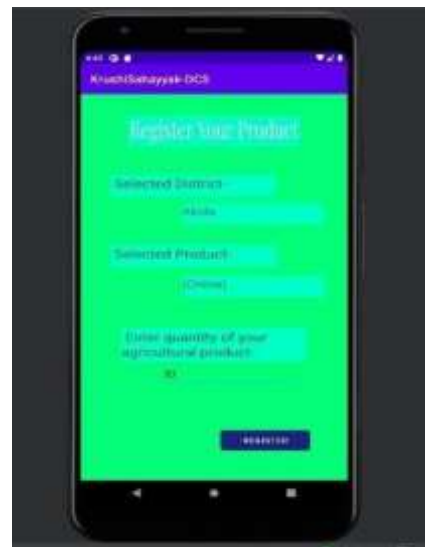 KrushiSahayyak-DCS
Register Your Product
Selected District-
Akola
Selected Product-
[Onion]
Enter quantity of your
agricultural product
REGISTER